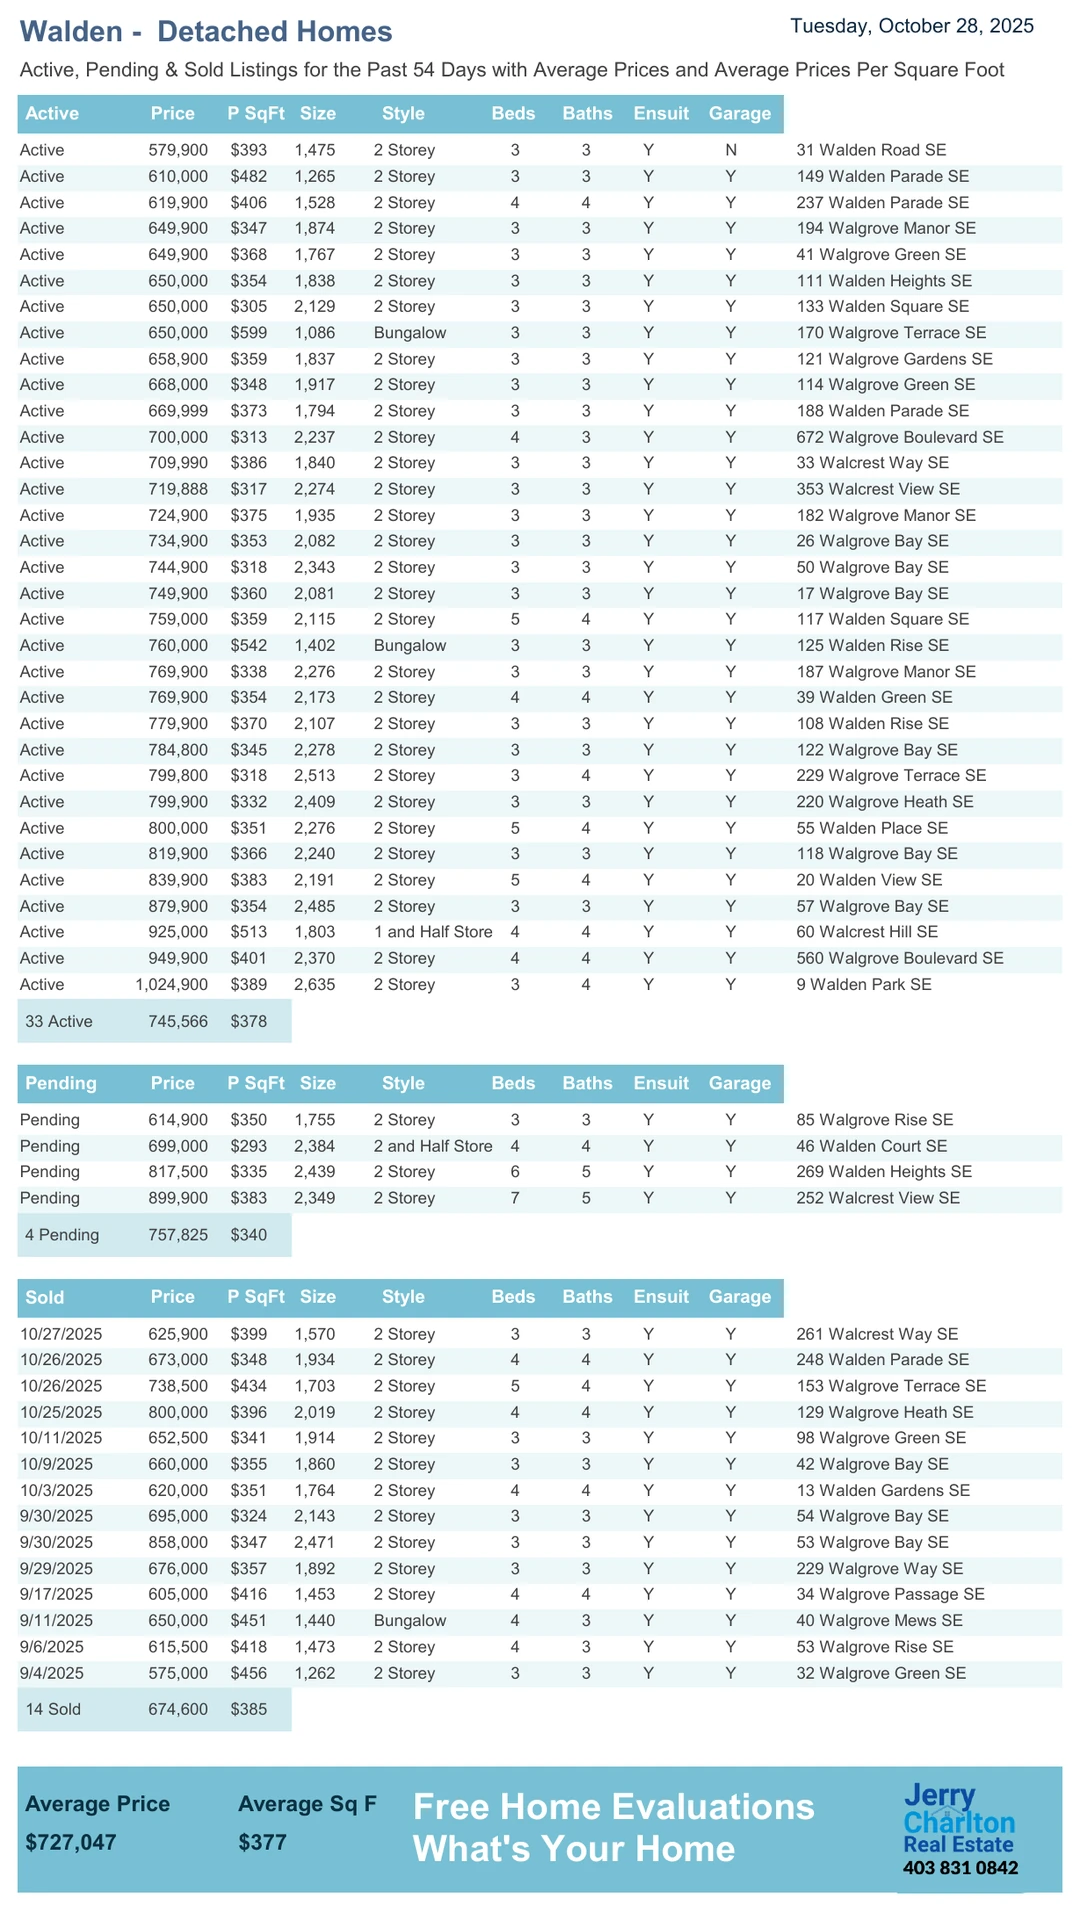 Walden -  Detached Homes
Tuesday, October 28, 2025
Active, Pending & Sold Listings for the Past 54 Days with Average Prices and Average Prices Per Square Foot
Active Price P SqFt Size Style Beds Baths Ensuit Garage
Active 579,900 $393 1,475 2 Storey 3 3 Y N 31 Walden Road SE
Active 610,000 $482 1,265 2 Storey 3 3 Y Y 149 Walden Parade SE
Active 619,900 $406 1,528 2 Storey 4 4 Y Y 237 Walden Parade SE
Active 649,900 $347 1,874 2 Storey 3 3 Y Y 194 Walgrove Manor SE
Active 649,900 $368 1,767 2 Storey 3 3 Y Y 41 Walgrove Green SE
Active 650,000 $354 1,838 2 Storey 3 3 Y Y 111 Walden Heights SE
Active 650,000 $305 2,129 2 Storey 3 3 Y Y 133 Walden Square SE
Active 650,000 $599 1,086 Bungalow 3 3 Y Y 170 Walgrove Terrace SE
Active 658,900 $359 1,837 2 Storey 3 3 Y Y 121 Walgrove Gardens SE
Active 668,000 $348 1,917 2 Storey 3 3 Y Y 114 Walgrove Green SE
Active 669,999 $373 1,794 2 Storey 3 3 Y Y 188 Walden Parade SE
Active 700,000 $313 2,237 2 Storey 4 3 Y Y 672 Walgrove Boulevard SE
Active 709,990 $386 1,840 2 Storey 3 3 Y Y 33 Walcrest Way SE
Active 719,888 $317 2,274 2 Storey 3 3 Y Y 353 Walcrest View SE
Active 724,900 $375 1,935 2 Storey 3 3 Y Y 182 Walgrove Manor SE
Active 734,900 $353 2,082 2 Storey 3 3 Y Y 26 Walgrove Bay SE
Active 744,900 $318 2,343 2 Storey 3 3 Y Y 50 Walgrove Bay SE
Active 749,900 $360 2,081 2 Storey 3 3 Y Y 17 Walgrove Bay SE
Active 759,000 $359 2,115 2 Storey 5 4 Y Y 117 Walden Square SE
Active 760,000 $542 1,402 Bungalow 3 3 Y Y 125 Walden Rise SE
Active 769,900 $338 2,276 2 Storey 3 3 Y Y 187 Walgrove Manor SE
Active 769,900 $354 2,173 2 Storey 4 4 Y Y 39 Walden Green SE
Active 779,900 $370 2,107 2 Storey 3 3 Y Y 108 Walden Rise SE
Active 784,800 $345 2,278 2 Storey 3 3 Y Y 122 Walgrove Bay SE
Active 799,800 $318 2,513 2 Storey 3 4 Y Y 229 Walgrove Terrace SE
Active 799,900 $332 2,409 2 Storey 3 3 Y Y 220 Walgrove Heath SE
Active 800,000 $351 2,276 2 Storey 5 4 Y Y 55 Walden Place SE
Active 819,900 $366 2,240 2 Storey 3 3 Y Y 118 Walgrove Bay SE
Active 839,900 $383 2,191 2 Storey 5 4 Y Y 20 Walden View SE
Active 879,900 $354 2,485 2 Storey 3 3 Y Y 57 Walgrove Bay SE
Active 925,000 $513 1,803 1 and Half Store 4 4 Y Y 60 Walcrest Hill SE
Active 949,900 $401 2,370 2 Storey 4 4 Y Y 560 Walgrove Boulevard SE
Active 1,024,900 $389 2,635 2 Storey 3 4 Y Y 9 Walden Park SE
33 Active 745,566 $378
Pending Price P SqFt Size Style Beds Baths Ensuit Garage
Pending 614,900 $350 1,755 2 Storey 3 3 Y Y 85 Walgrove Rise SE
Pending 699,000 $293 2,384 2 and Half Store 4 4 Y Y 46 Walden Court SE
Pending 817,500 $335 2,439 2 Storey 6 5 Y Y 269 Walden Heights SE
Pending 899,900 $383 2,349 2 Storey 7 5 Y Y 252 Walcrest View SE
4 Pending 757,825 $340
Sold Price P SqFt Size Style Beds Baths Ensuit Garage
10/27/2025 625,900 $399 1,570 2 Storey 3 3 Y Y 261 Walcrest Way SE
10/26/2025 673,000 $348 1,934 2 Storey 4 4 Y Y 248 Walden Parade SE
10/26/2025 738,500 $434 1,703 2 Storey 5 4 Y Y 153 Walgrove Terrace SE
10/25/2025 800,000 $396 2,019 2 Storey 4 4 Y Y 129 Walgrove Heath SE
10/11/2025 652,500 $341 1,914 2 Storey 3 3 Y Y 98 Walgrove Green SE
10/9/2025 660,000 $355 1,860 2 Storey 3 3 Y Y 42 Walgrove Bay SE
10/3/2025 620,000 $351 1,764 2 Storey 4 4 Y Y 13 Walden Gardens SE
9/30/2025 695,000 $324 2,143 2 Storey 3 3 Y Y 54 Walgrove Bay SE
9/30/2025 858,000 $347 2,471 2 Storey 3 3 Y Y 53 Walgrove Bay SE
9/29/2025 676,000 $357 1,892 2 Storey 3 3 Y Y 229 Walgrove Way SE
9/17/2025 605,000 $416 1,453 2 Storey 4 4 Y Y 34 Walgrove Passage SE
9/11/2025 650,000 $451 1,440 Bungalow 4 3 Y Y 40 Walgrove Mews SE
9/6/2025 615,500 $418 1,473 2 Storey 4 3 Y Y 53 Walgrove Rise SE
9/4/2025 575,000 $456 1,262 2 Storey 3 3 Y Y 32 Walgrove Green SE
14 Sold 674,600 $385
Average Price Average Sq F
$727,047 $377
Free Home Evaluations
What's Your Home
Jerry
Charlton
Real Estate
403 831 0842